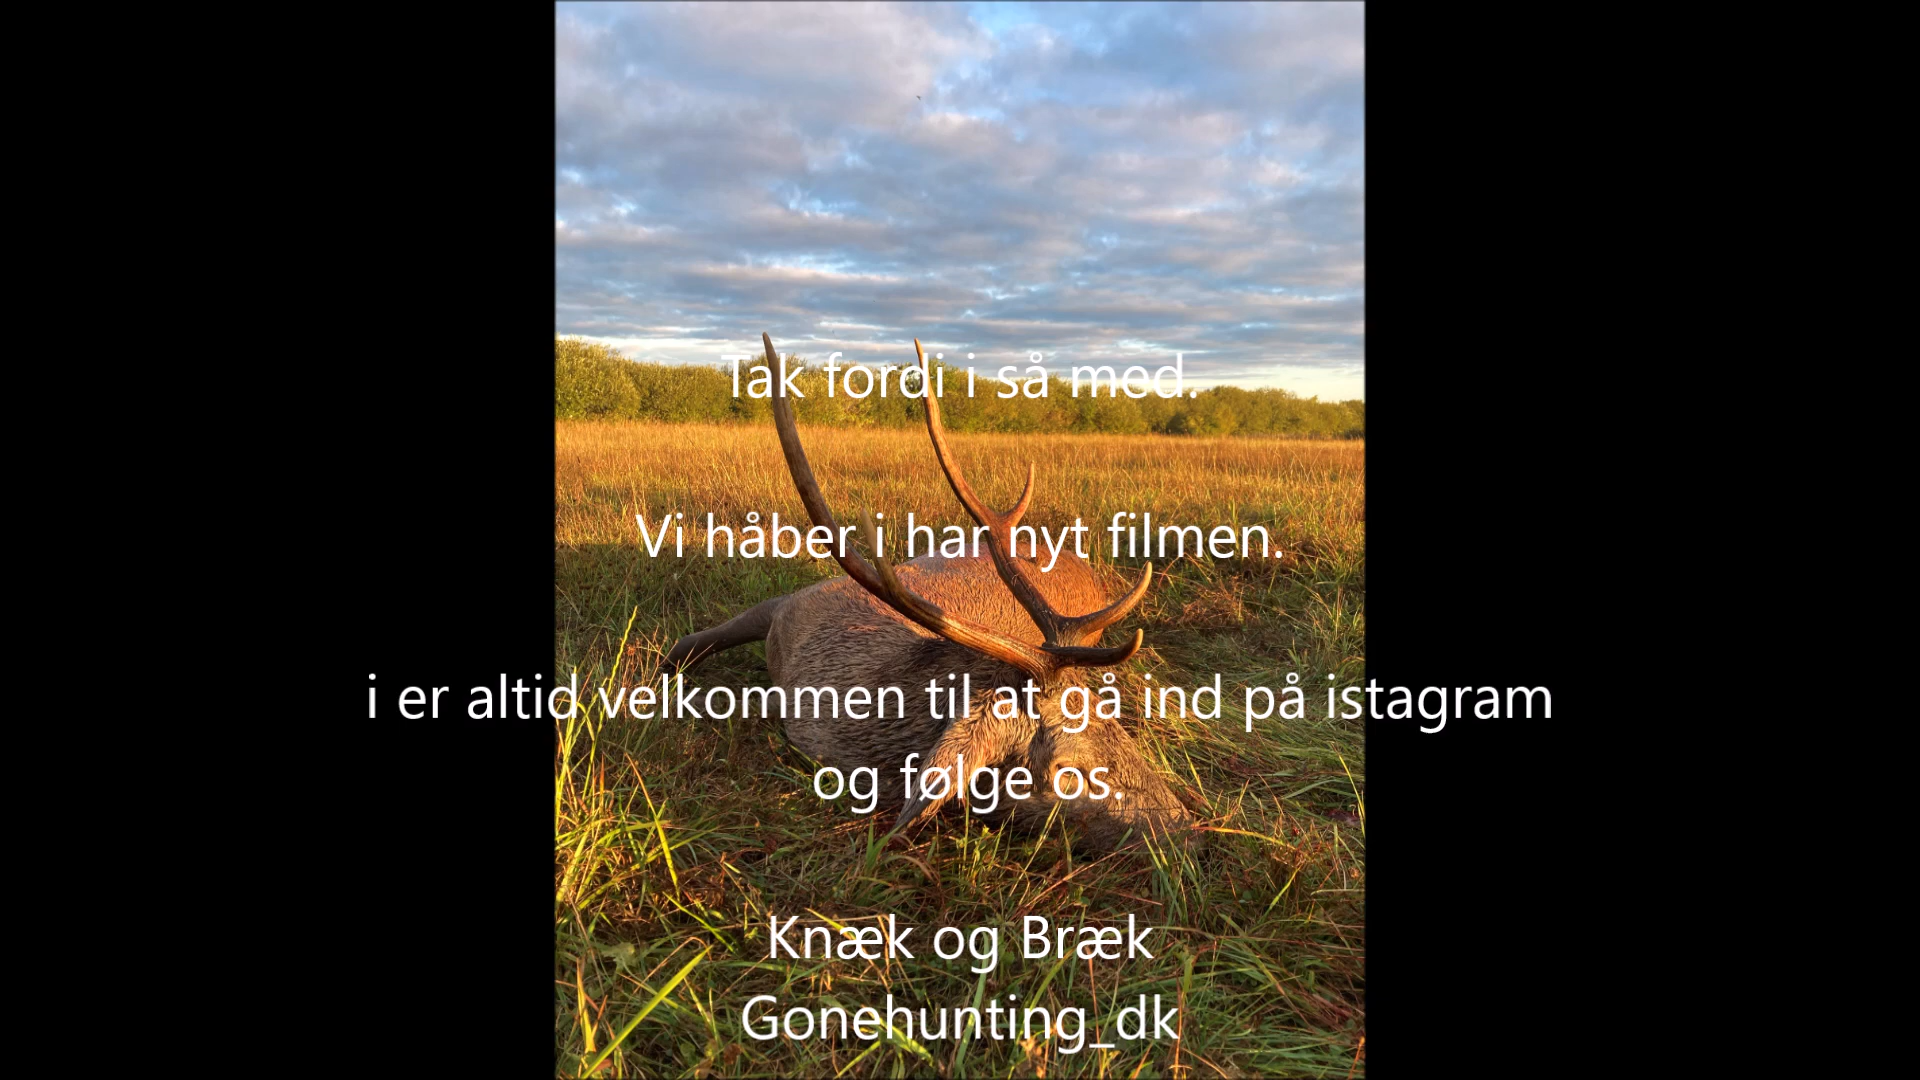 Tak fordi i så med.
Vi håber i har nyt filmen.
i er altid velkommen til at gå ind på istagram
og følge os.
Knæk og Bræk
Gonehunting_dk